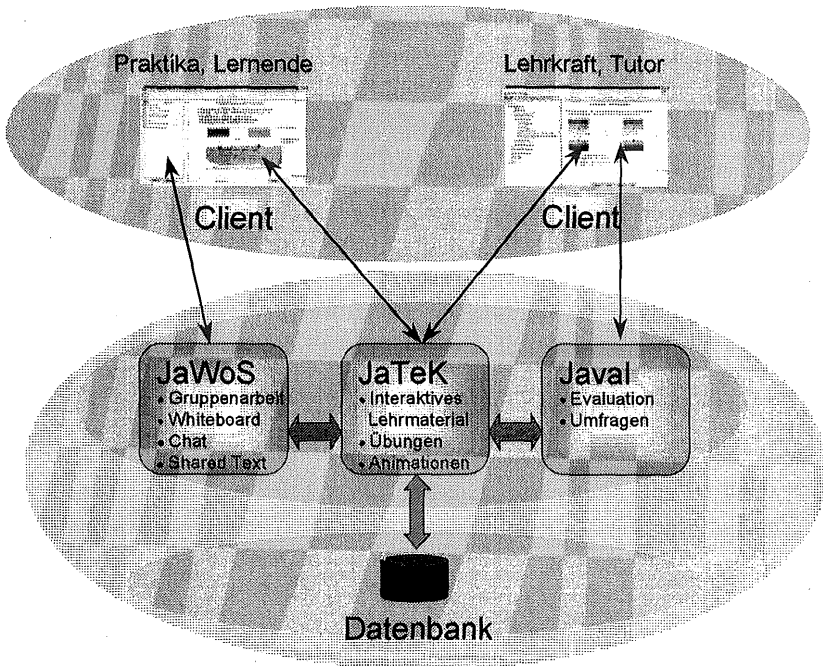 Praktika, Lernende
Lehrkraft, Tutor
Client
Client
JaWoS
• Gruppenarbeit
• Whiteboard
• Chat
• Shared Text
JaTeK
• Interaktives
Lehrmaterial
• Übungen
• Animationen
Javal
• Evaluation
• Umfragen
Datenbank